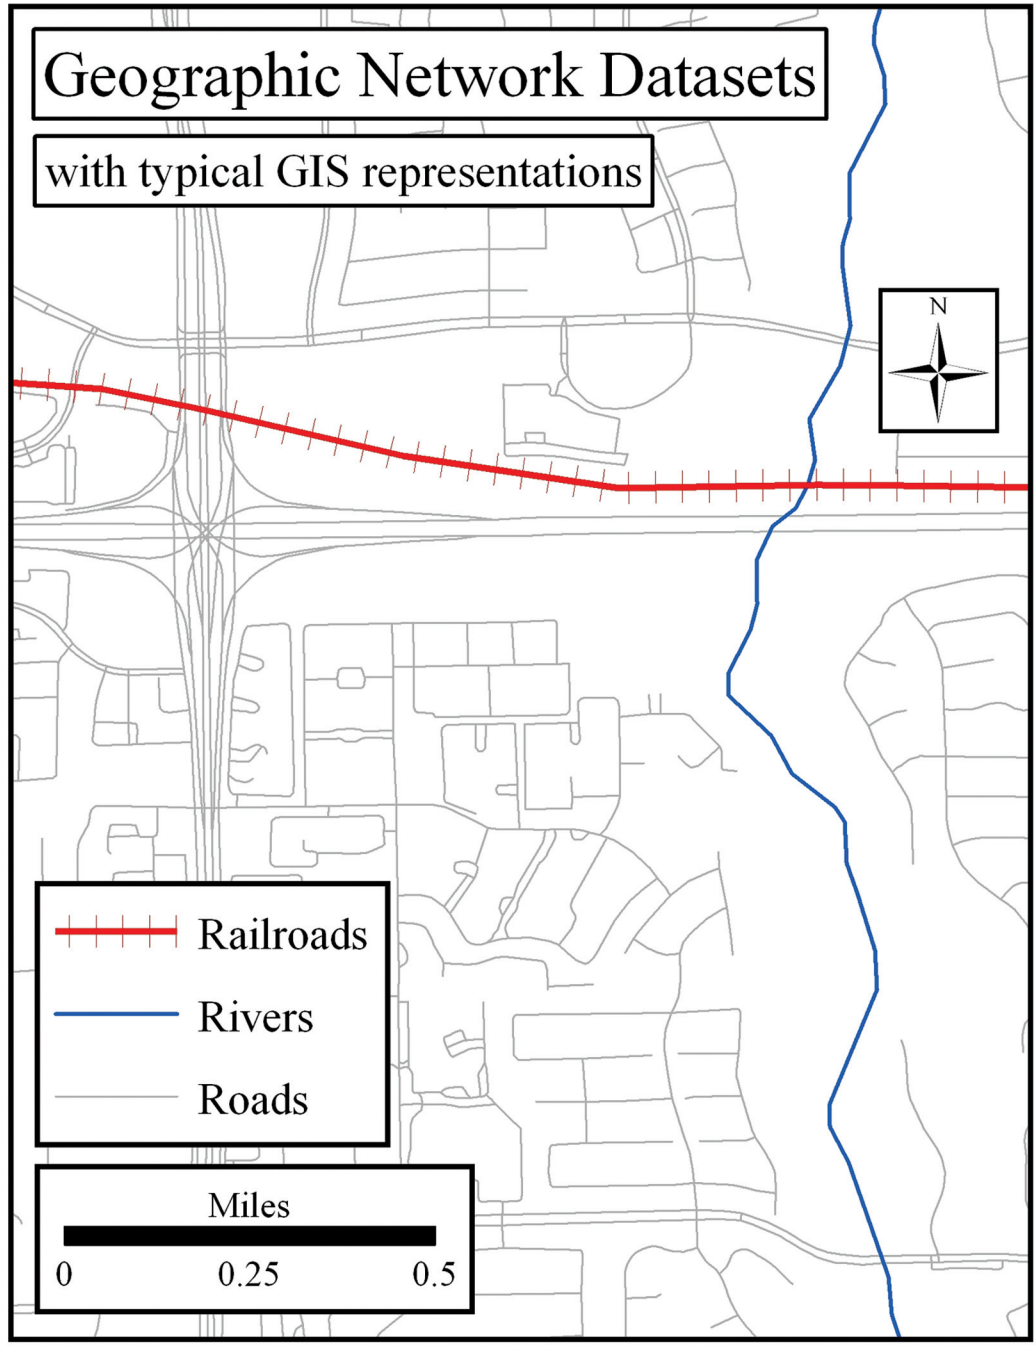 Geographic Network Datasets
with typical GIS representations
N
Railroads
Rivers
Roads
Miles
0 0.25 0.5